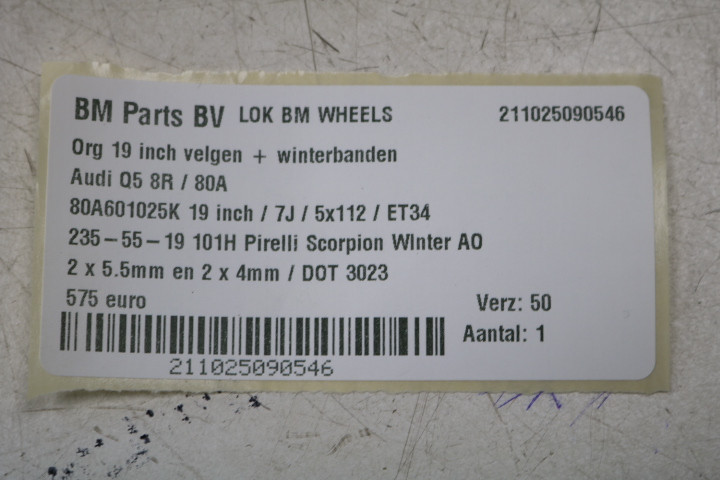 BM Parts BV LOK BM WHEELS 211025090546
Org 19 inch velgen + winterbanden
Audi Q5 8R / 80A
80A601025K 19 inch / 7J / 5x112 / ET34
235-55-19 101H Pirelli Scorpion WInter AO
2 x 5.5mm en 2 x 4mm / DOT 3023
575 euro Verz: 50
Aantal: 1
211025090546